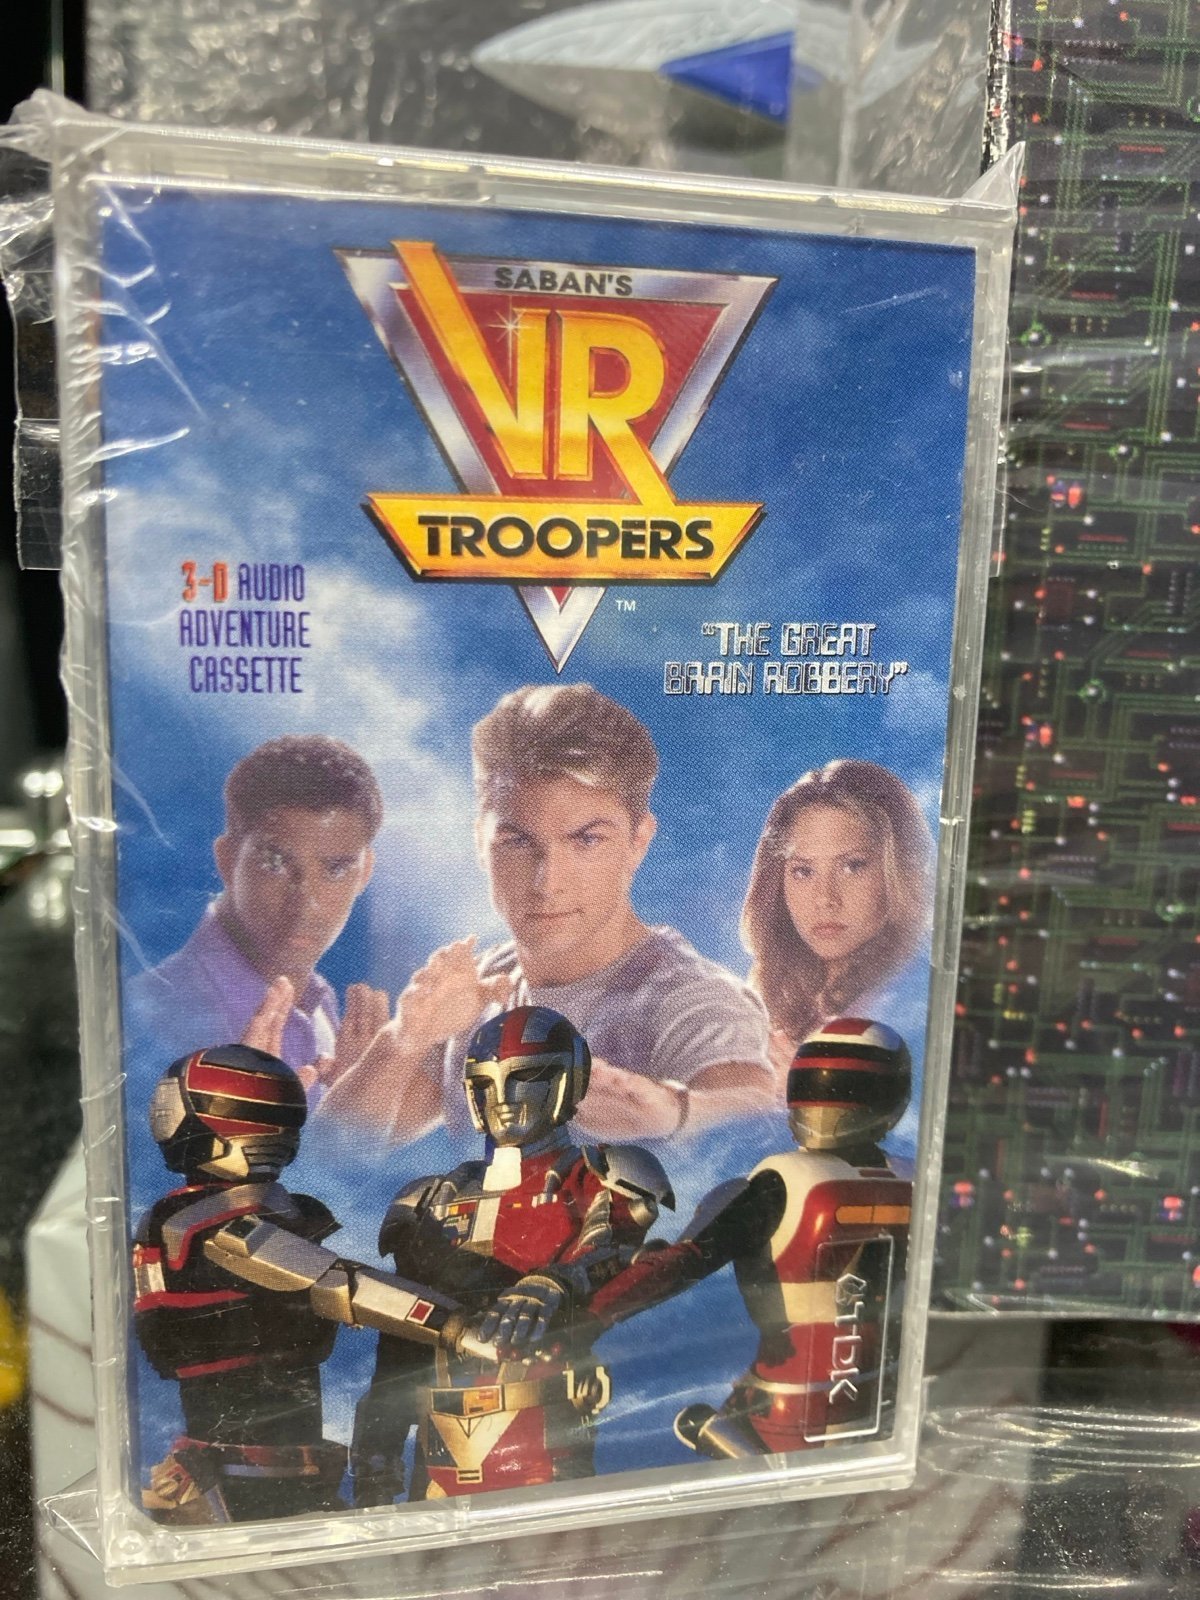 SABAN'S
VR
TROOPERS
TM
3-D AUDIO
ADVENTURE
CASSETTE
"THE GREAT
BRAIN ROBBERY"
TDK